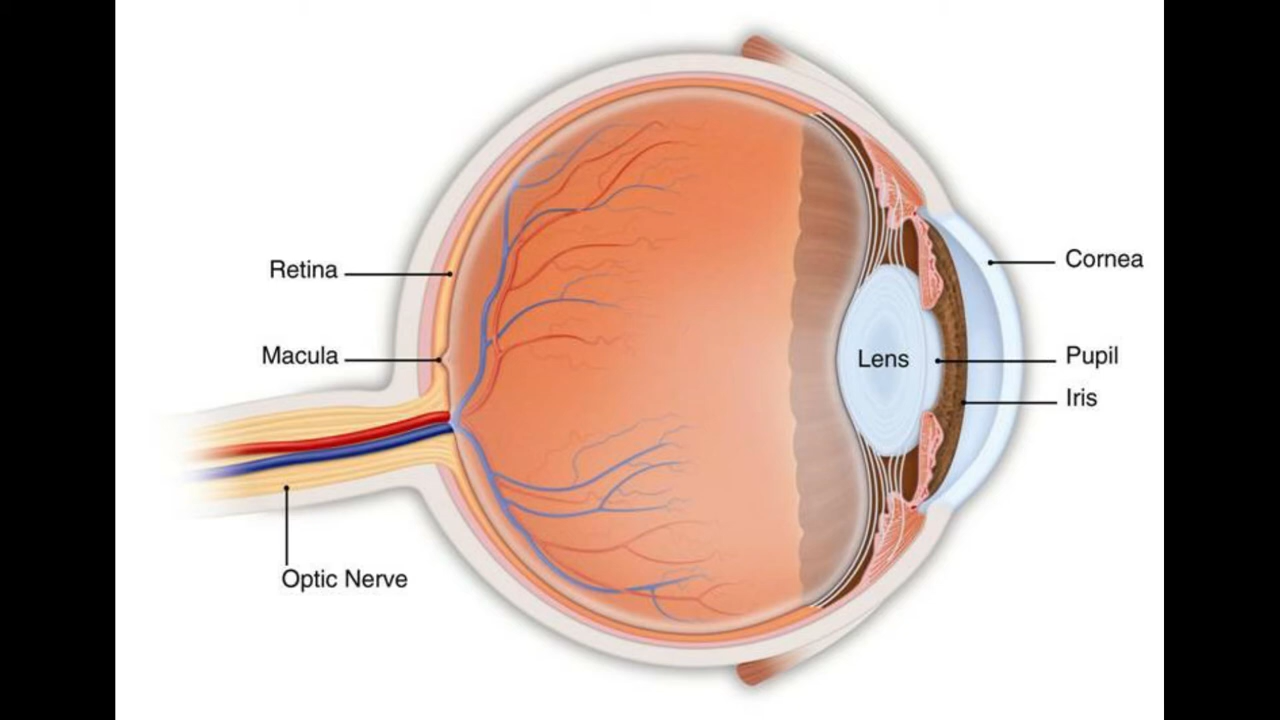 Retina
Macula
Optic Nerve
Lens
Cornea
Pupil
Iris